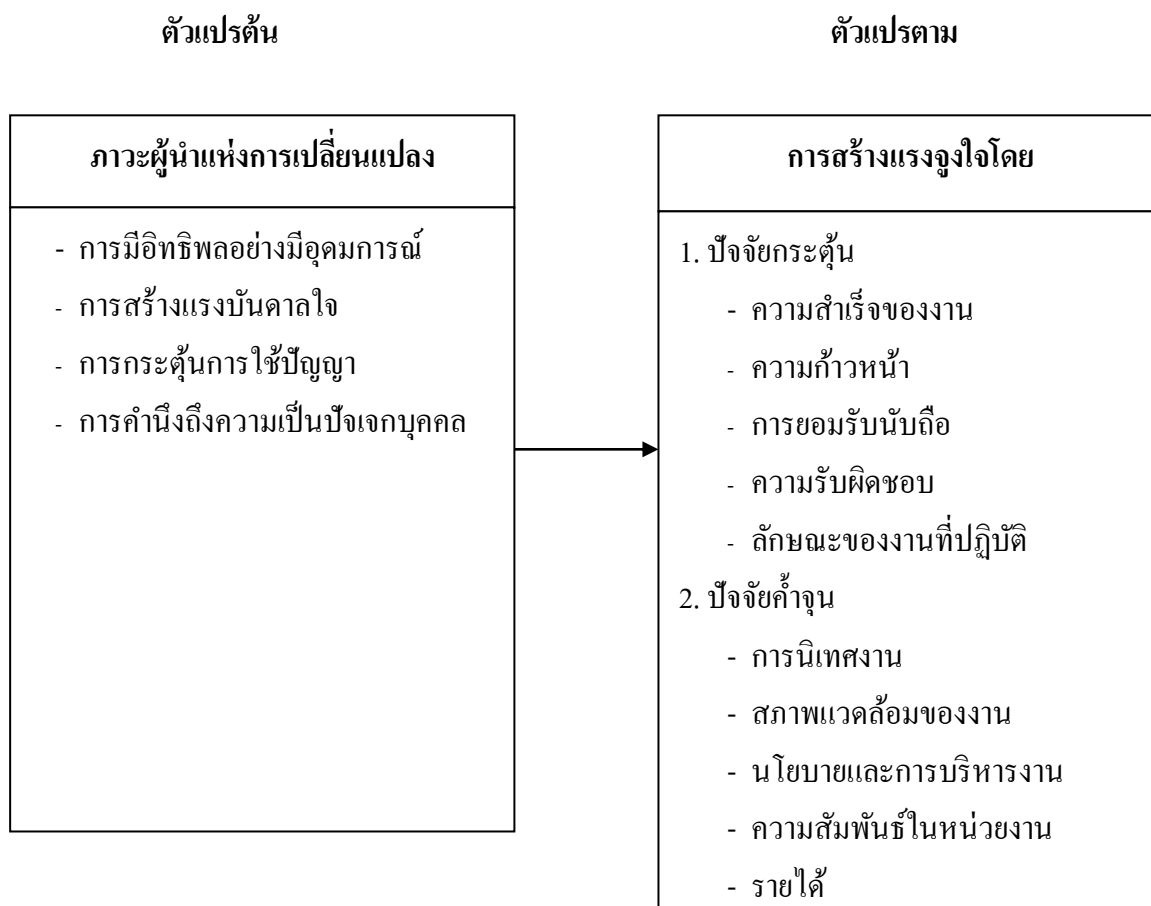 ตัวแปรต้น
ตัวแปรตาม
ภาวะผู้นำแห่งการเปลี่ยนแปลง
- การมีอิทธิพลอย่างมีอุดมการณ์
- การสร้างแรงบันดาลใจ
- การกระตุ้นการใช้ปัญญา
- การคำนึงถึงความเป็นปัจเจกบุคคล
การสร้างแรงจูงใจโดย
1. ปัจจัยกระตุ้น
- ความสำเร็จของงาน
- ความก้าวหน้า
- การยอมรับนับถือ
- ความรับผิดชอบ
- ลักษณะของงานที่ปฏิบัติ
2. ปัจจัยค้ำจุน
- การนิเทศงาน
- สภาพแวดล้อมของงาน
- นโยบายและการบริหารงาน
- ความสัมพันธ์ในหน่วยงาน
- รายได้